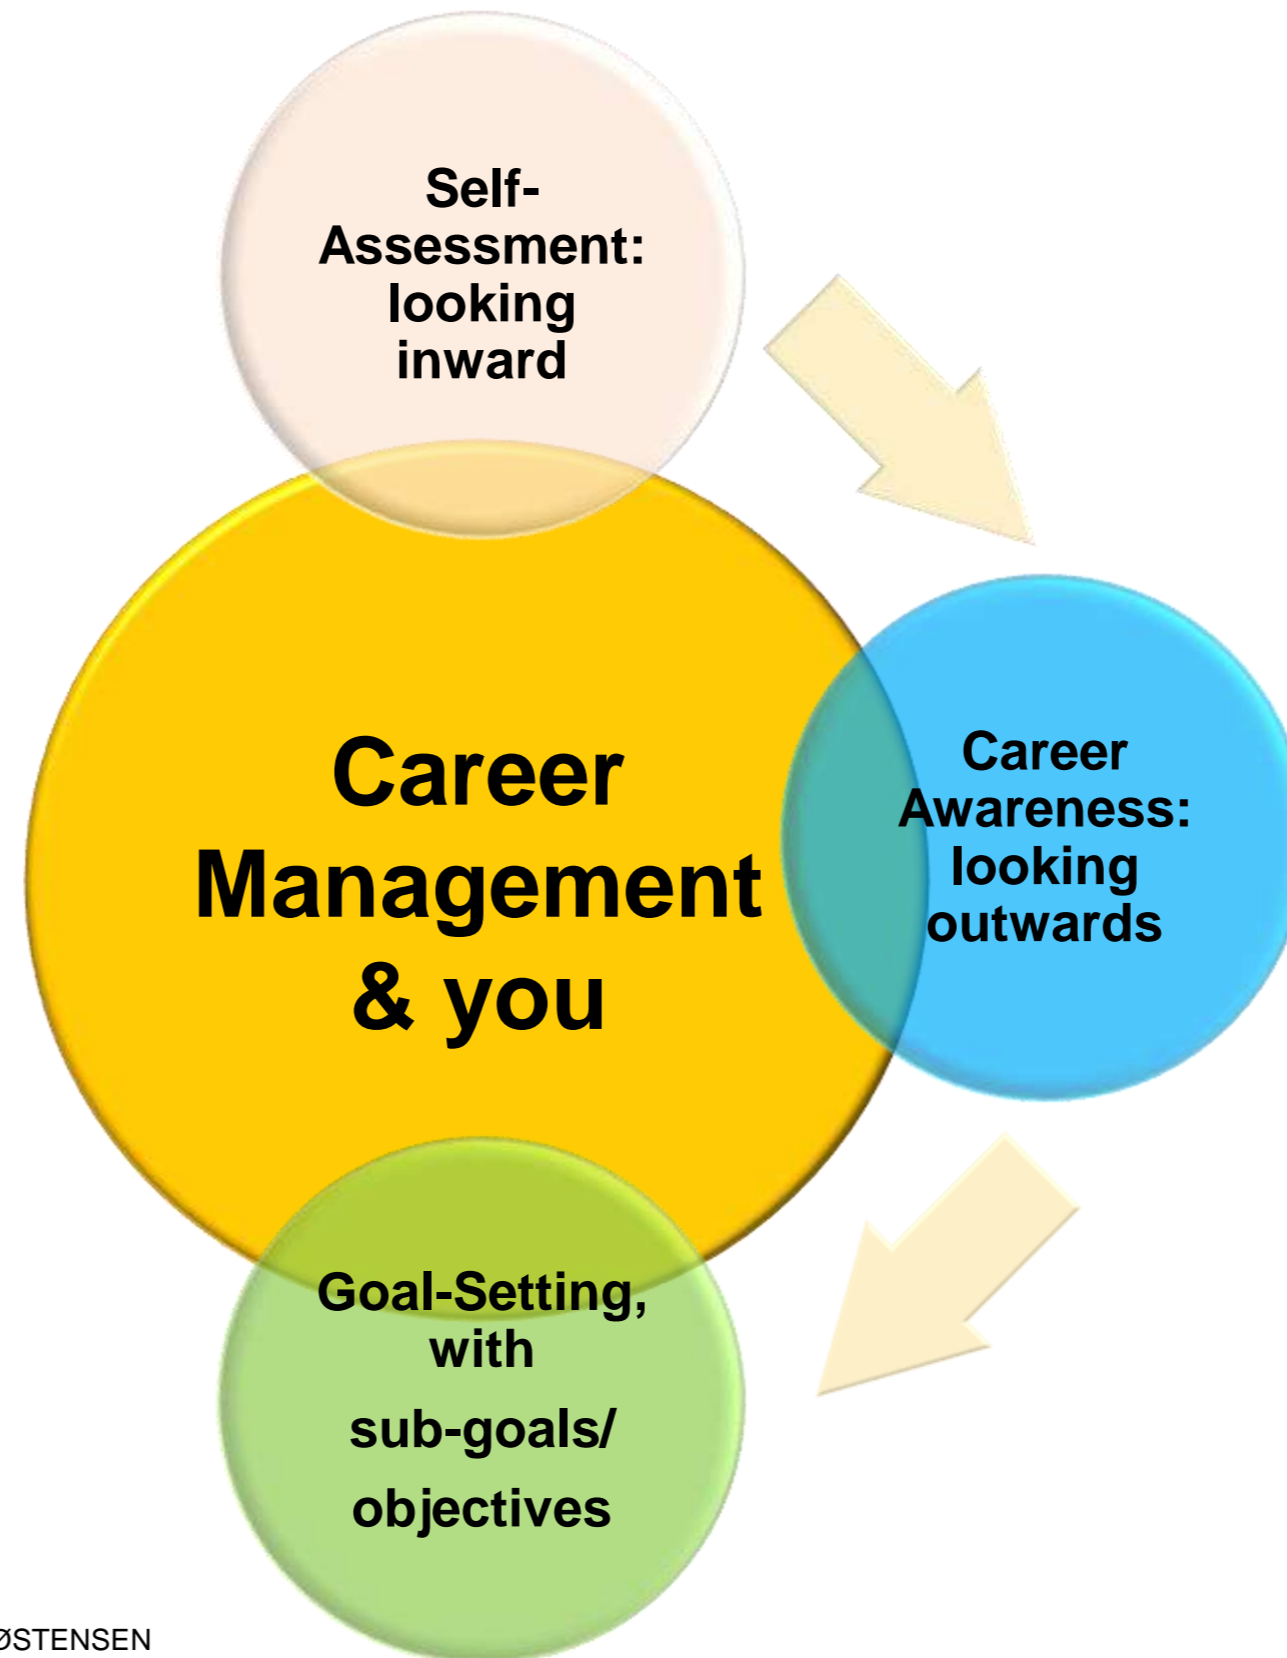 Self-
Assessment:
looking
inward
Career
Management
& you
Career
Awareness:
looking
outwards
Goal-Setting,
with
sub-goals/
objectives
ØSTENSEN